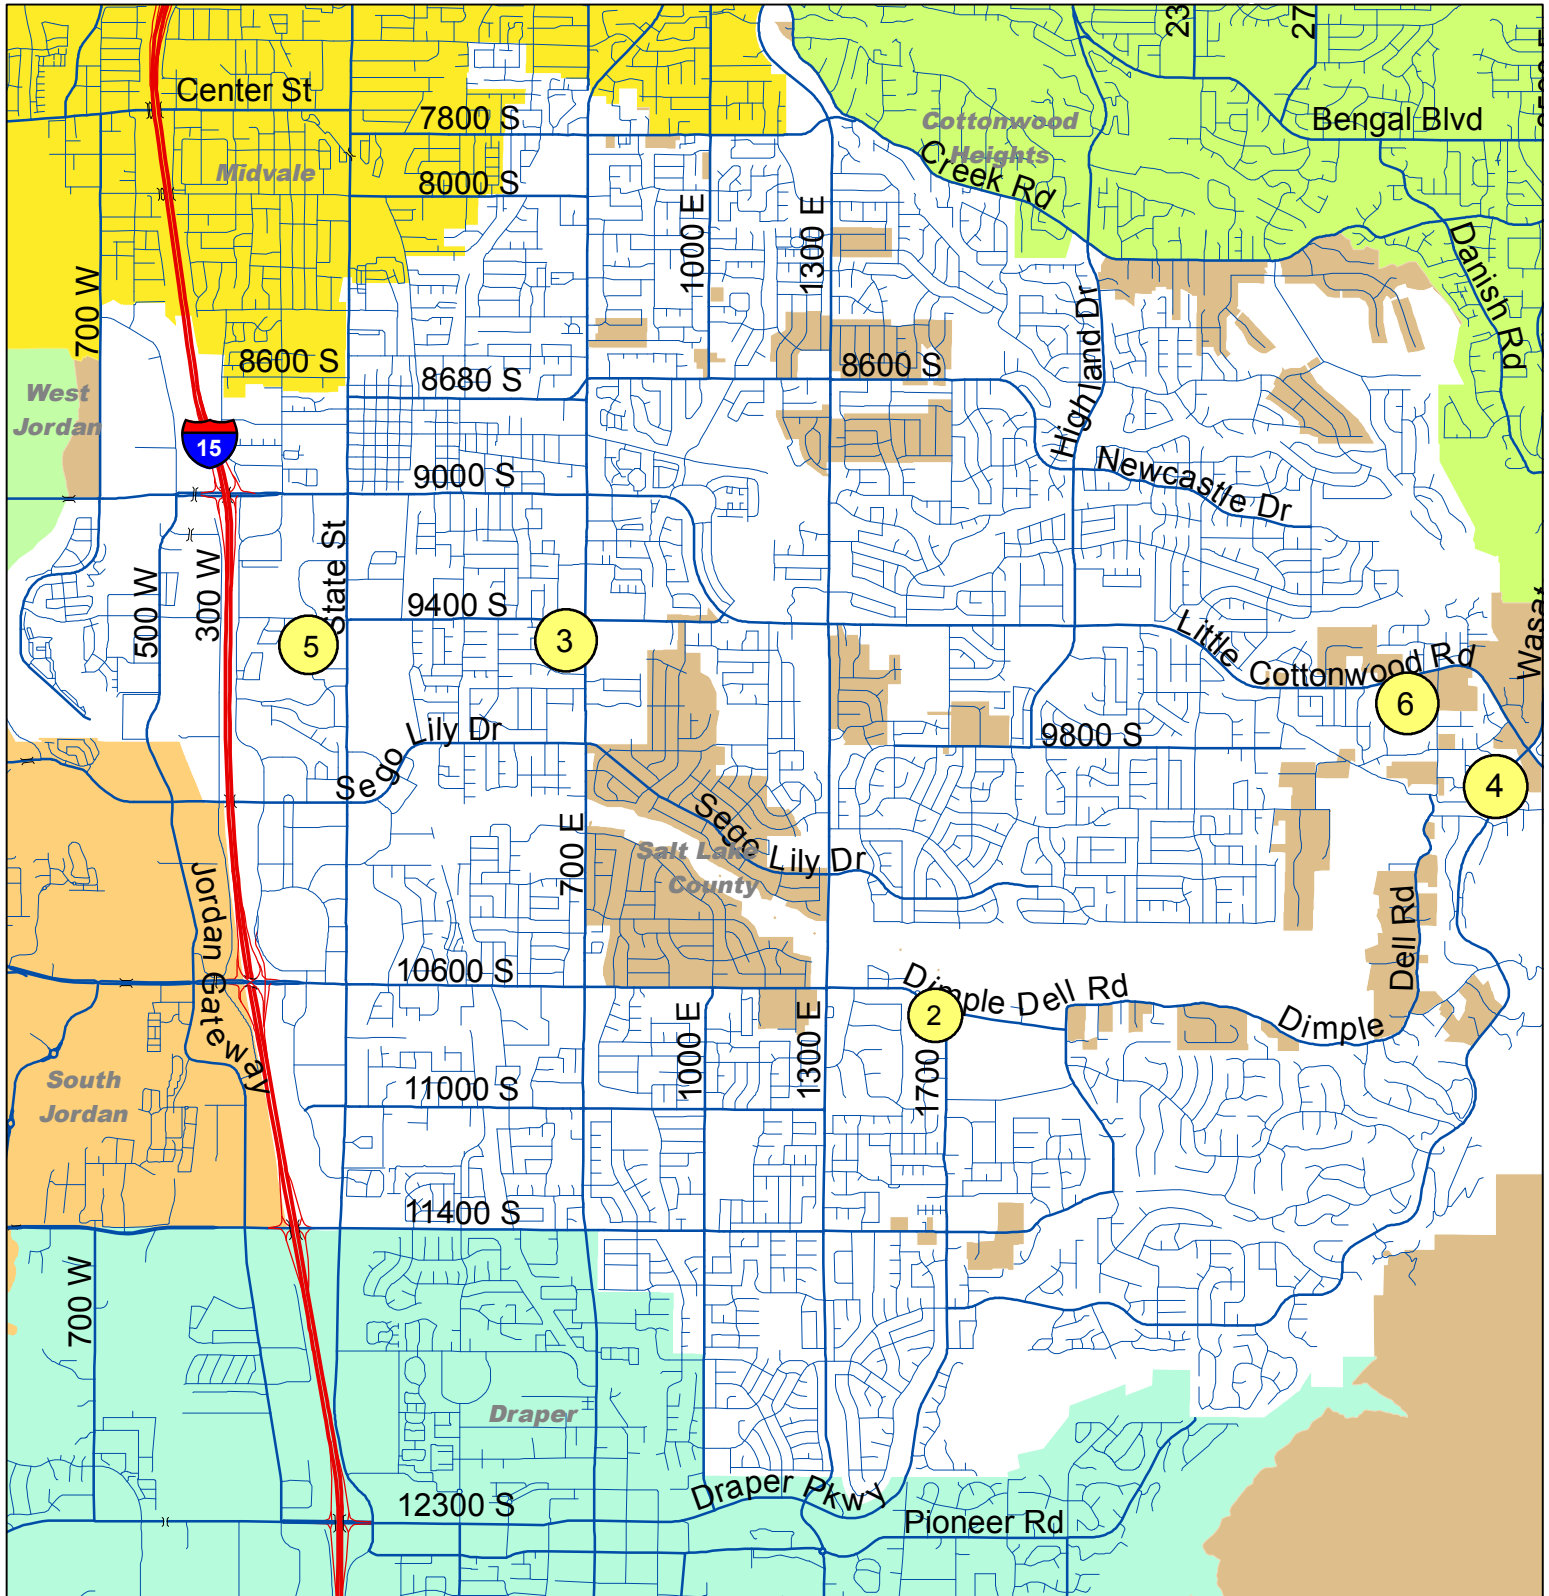 23
27
Center St
7800 S
Bengal Blvd
Cottonwood
Heights
Creek Rd
Midvale
8000 S
1000 E
1300 E
Danish Rd
700 W
Highland Dr
8600 S
8680 S
8600 S
West
Jordan
15
9000 S
Newcastle Dr
State St
300 W
500 W
9400 S
Little
Cottonwood Rd
Wasat
5
3
6
Sego Lily Dr
9800 S
4
Sego Lily Dr
700 E
Salt Lake
County
Jordan Gateway
Dell Rd
10600 S
Dimple Dell Rd
2
Dimple
1000 E
1300 E
1700
South
Jordan
11000 S
11400 S
700 W
Draper
12300 S
Draper Pkwy
Pioneer Rd